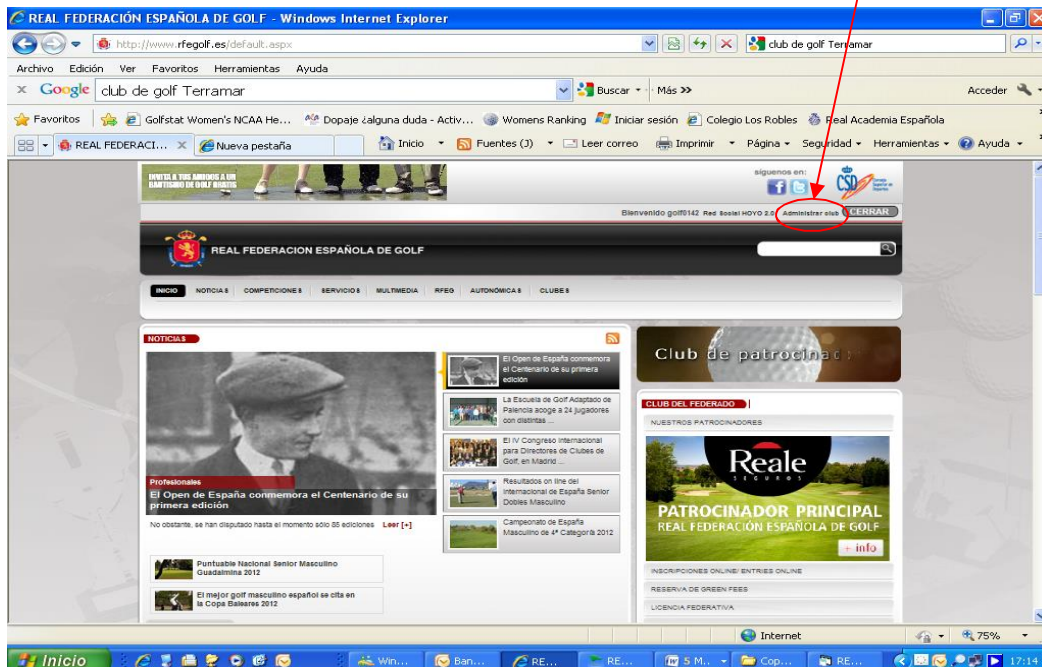 REAL FEDERACIÓN ESPAÑOLA DE GOLF - Windows Internet Explorer
http://www.rfegolf.es/default.aspx
club de golf Terramar
Archivo Edición Ver Favoritos Herramientas Ayuda
x Google club de golf Terramar Buscar Más >> Acceder
Favoritos Golfstat Women's NCAA He... Dopaje ¿alguna duda - Activ... Womens Ranking Iniciar sesión Colegio Los Robles Real Academia Española
REAL FEDERACI... X Nueva pestaña Inicio Fuentes (J) Leer correo Imprimir Página Seguridad Herramientas Ayuda
INVITA A TUS AMIGOS A UN
BAUTISMO DE GOLF GRATIS
siguenos en:
CSD
Bienvenido golf8142 Red Social HOYO 2.0 Administrar club CERRAR
REAL FEDERACION ESPAÑOLA DE GOLF
INICIO NOTICIAS COMPETICIONES SERVICIOS MULTIMEDIA RFEG AUTONÓMICAS CLUBES
NOTICIAS
El Open de España conmemora
el Centenario de su primera
edición
La Escuela de Golf Adaptado de
Palencia acoge a 24 jugadores
con distintas ...
El IV Congreso Internacional
para Directores de Clubes de
Golf, en Madrid ...
Resultados on line del
Internacional de España Senior
Dobles Masculino
Campeonato de España
Masculino de 4ª Categoría 2012
Profesionales
El Open de España conmemora el Centenario de su
primera edición
No obstante, se han disputado hasta el momento sólo 85 ediciones Leer [+]
Puntuable Nacional Senior Masculino
Guadalmina 2012
El mejor golf masculino español se cita en
la Copa Baleares 2012
Club de patrocinad
CLUB DEL FEDERADO
NUESTROS PATROCINADORES
Reale
SEGUROS
PATROCINADOR PRINCIPAL
REAL FEDERACIÓN ESPAÑOLA DE GOLF
+ info
INSCRIPCIONES ONLINE/ ENTRIES ONLINE
RESERVA DE GREEN FEES
LICENCIA FEDERATIVA
Internet 75%
Inicio Win... Ban... RE... RE... 5 M... Cop... RE... 17:14